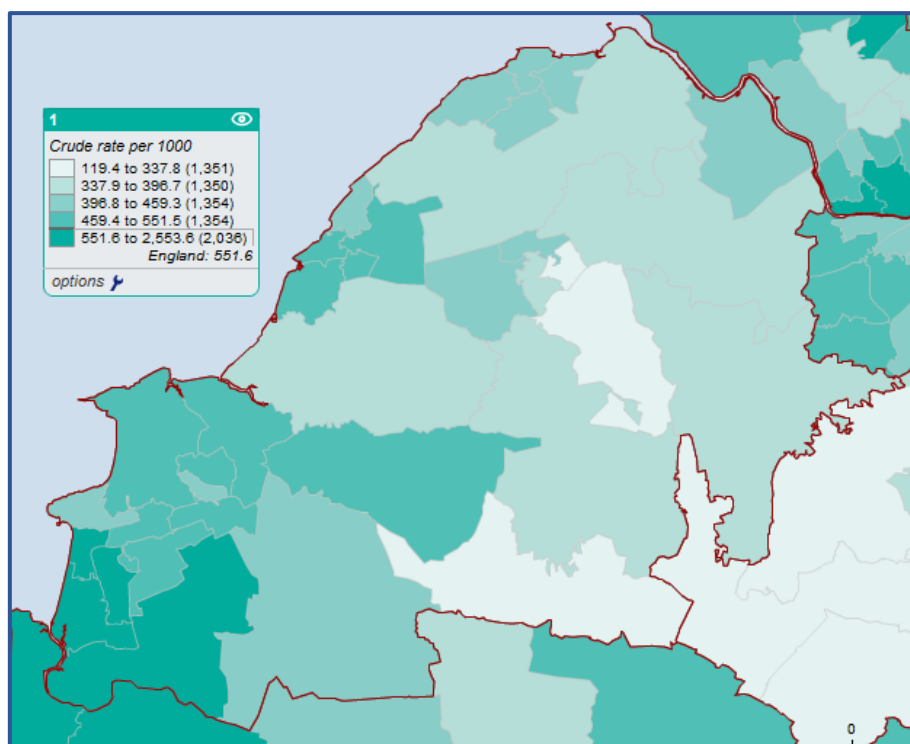 1
Crude rate per 1000
119.4 to 337.8 (1,351)
337.9 to 396.7 (1,350)
396.8 to 459.3 (1,354)
459.4 to 551.5 (1,354)
551.6 to 2,553.6 (2,036)
England: 551.6
options
0